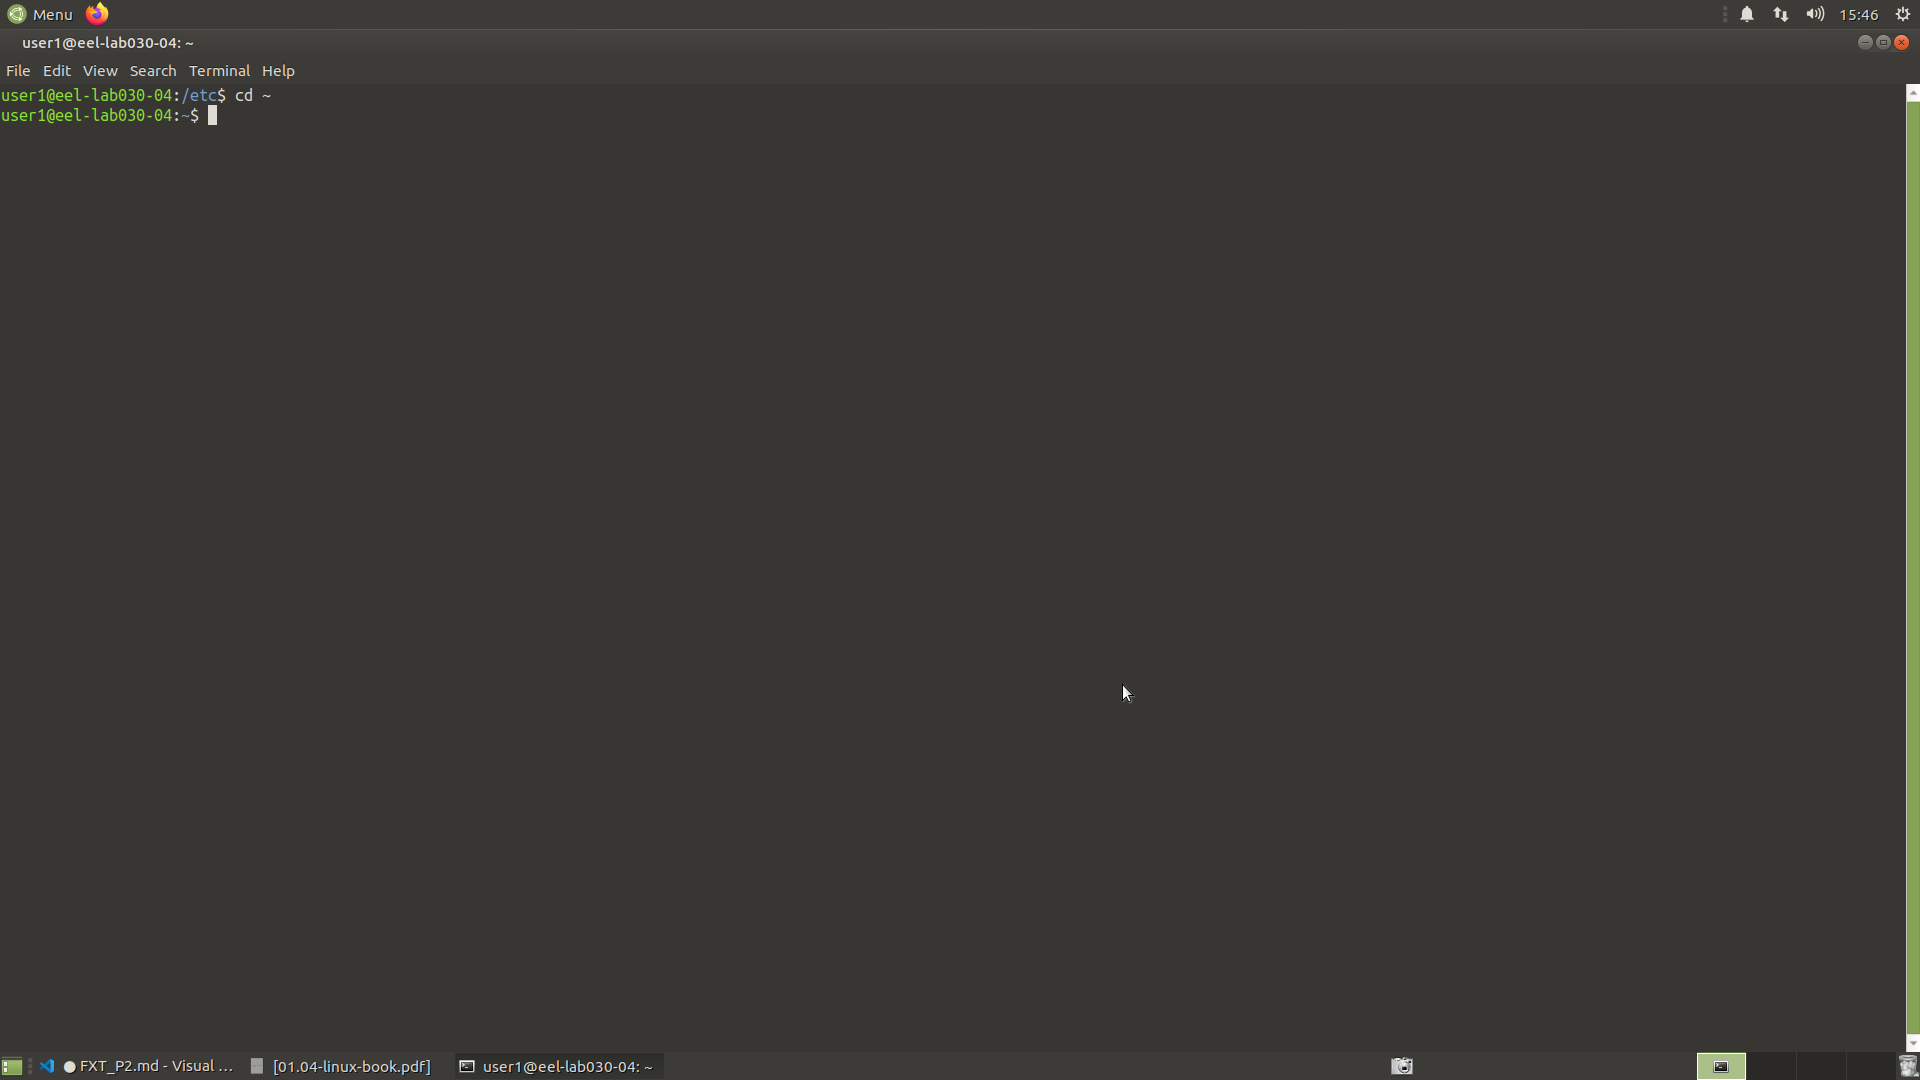 Menu 15:46
user1@eel-lab030-04: ~
File Edit View Search Terminal Help
user1@eel-lab030-04:/etc$ cd ~
user1@eel-lab030-04:~$
FXT_P2.md - Visual ... [01.04-linux-book.pdf] user1@eel-lab030-04: ~